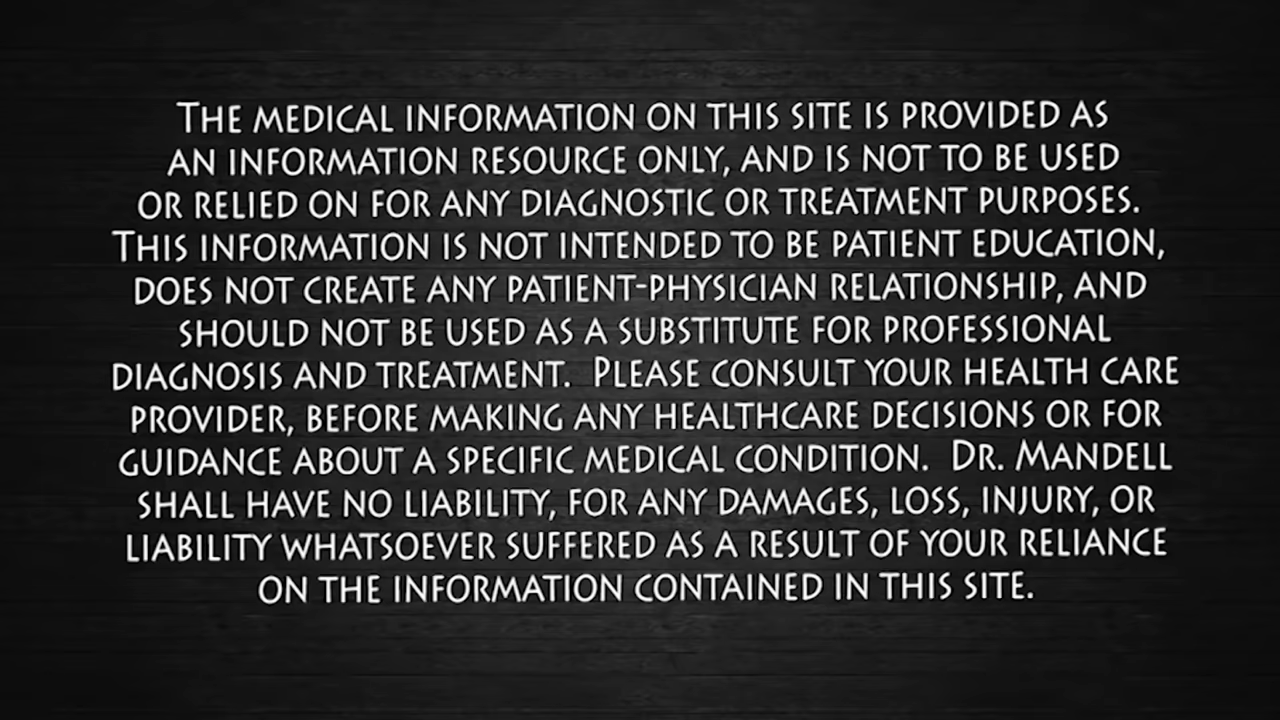 The medical information on this site is provided as
an information resource only, and is not to be used
or relied on for any diagnostic or treatment purposes.
This information is not intended to be patient education,
does not create any patient-physician relationship, and
should not be used as a substitute for professional
diagnosis and treatment. Please consult your health care
provider, before making any healthcare decisions or for
guidance about a specific medical condition. Dr. Mandell
shall have no liability, for any damages, loss, injury, or
liability whatsoever suffered as a result of your reliance
on the information contained in this site.